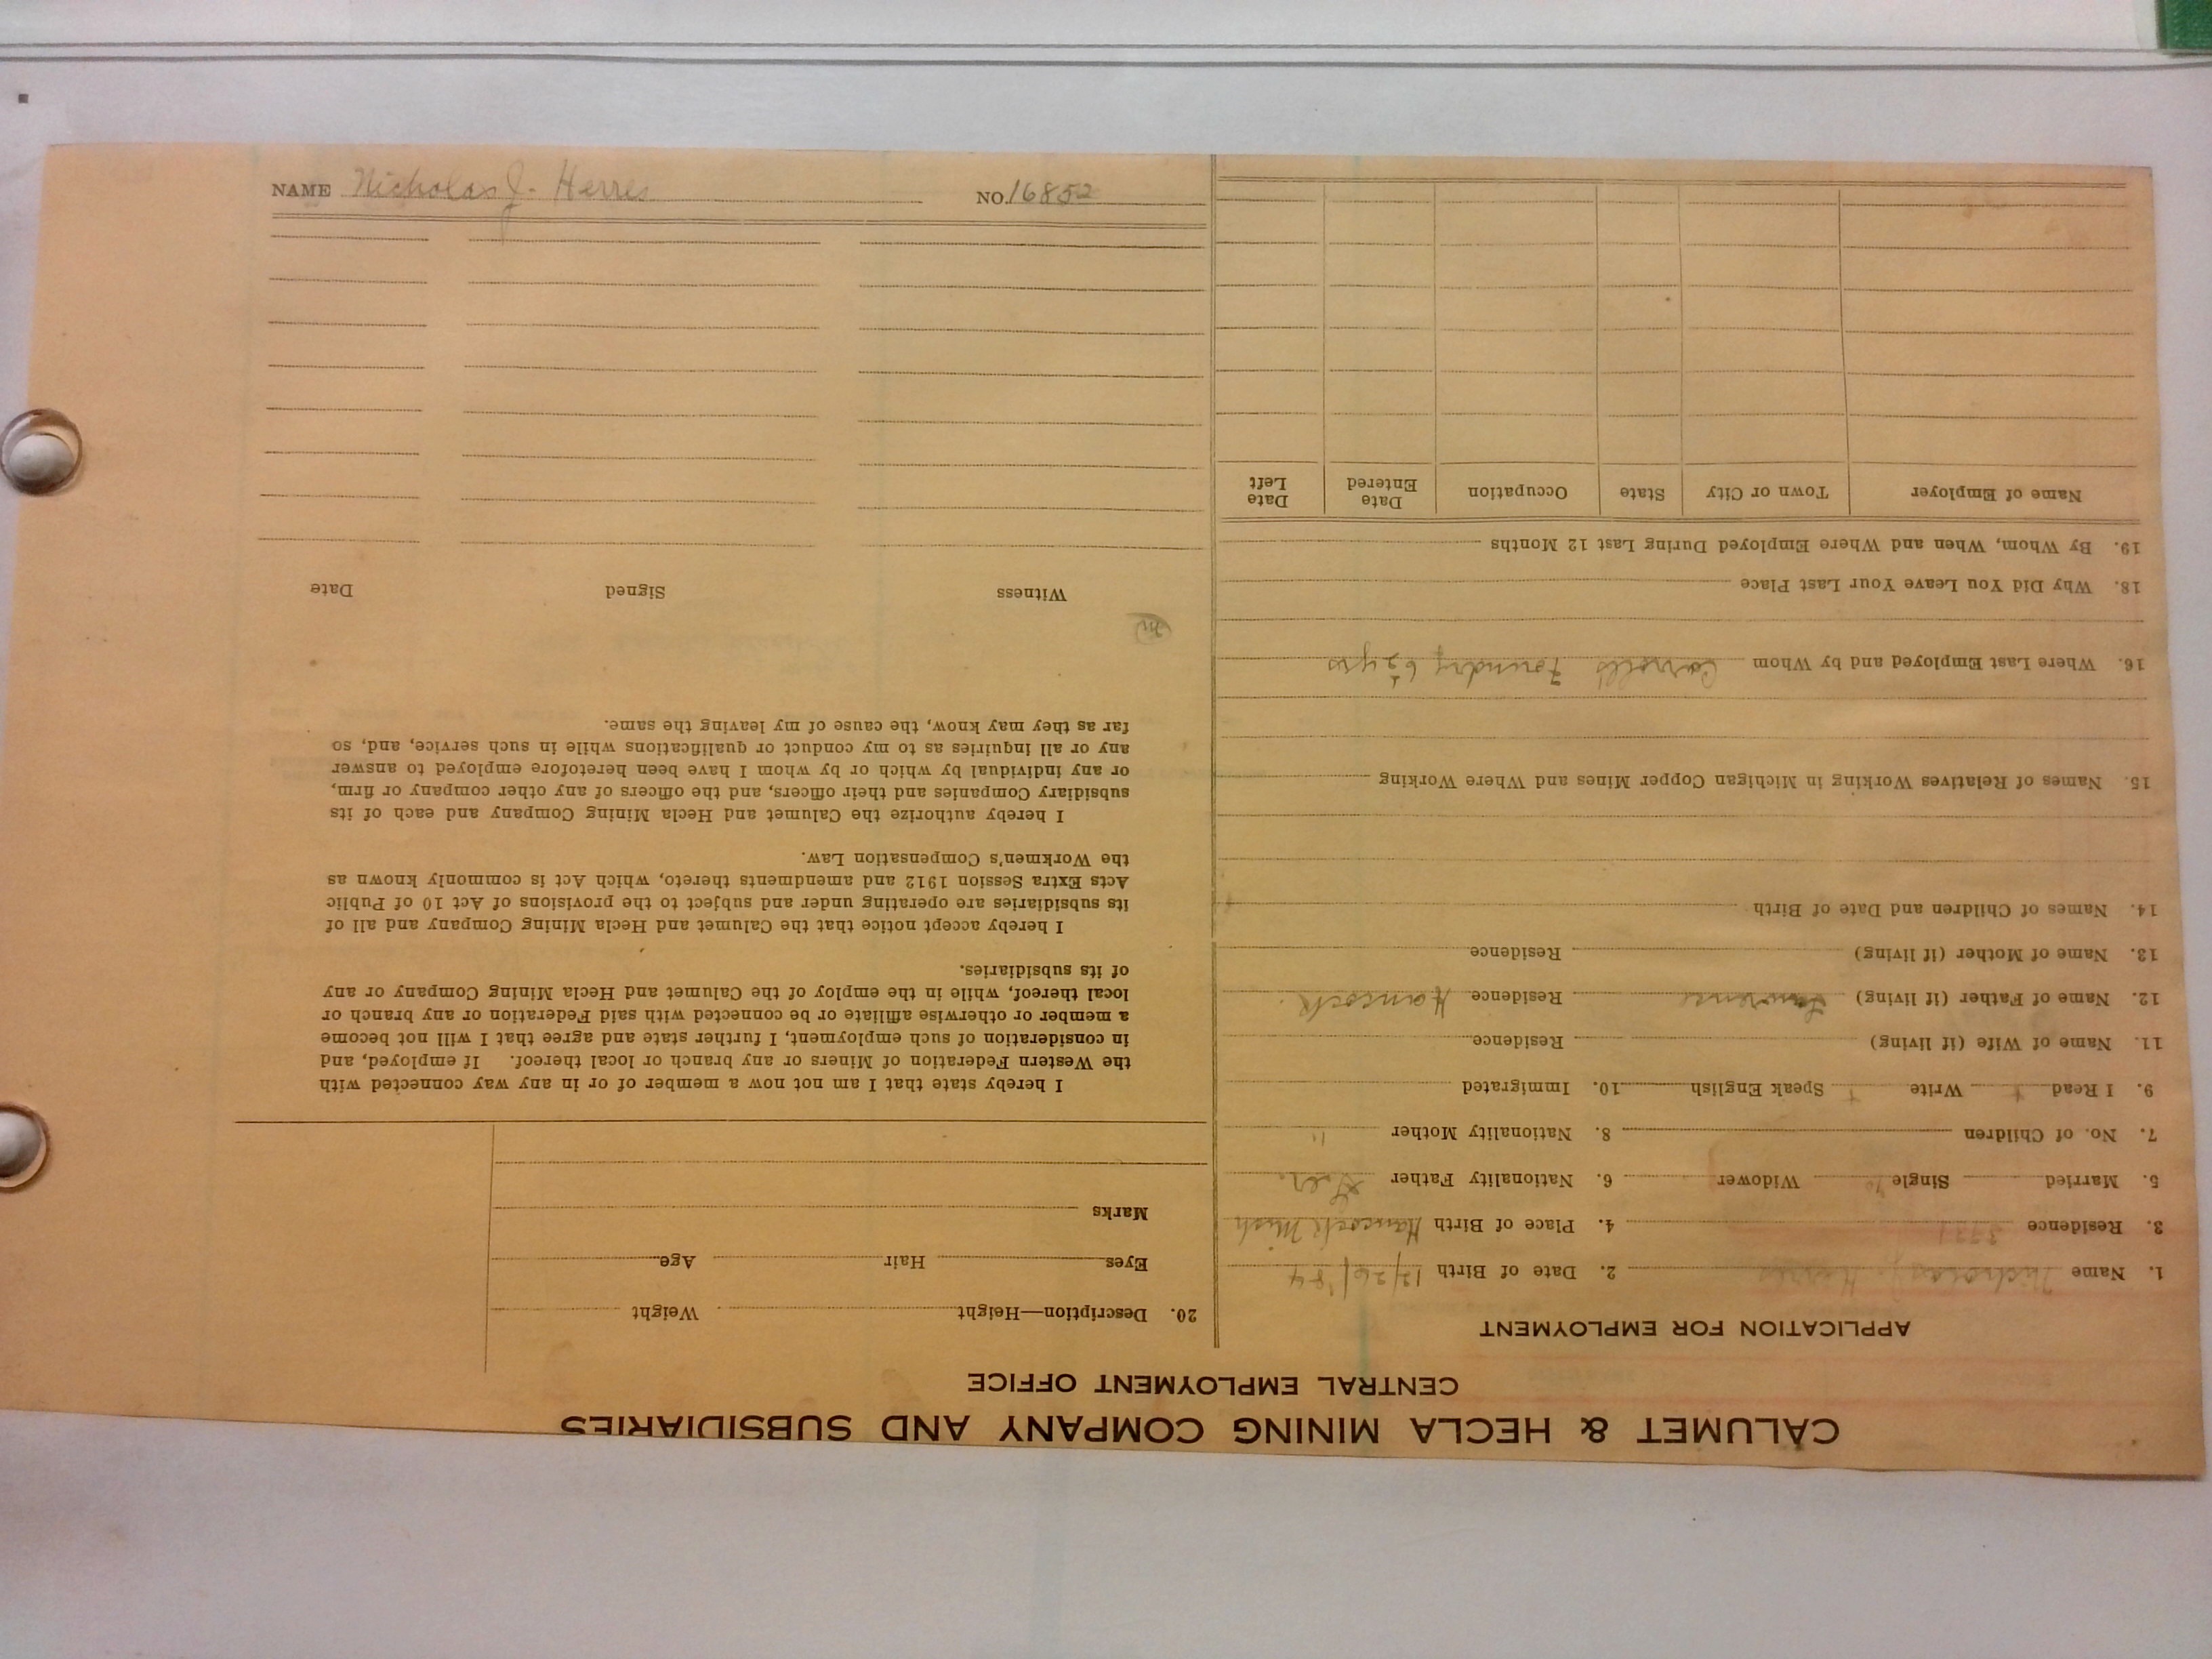 CALUMET & HECLA MINING COMPANY AND SUBSIDIARIES
CENTRAL EMPLOYMENT OFFICE
APPLICATION FOR EMPLOYMENT
1. Name Nicholas J. Herres 2. Date of Birth 12/26/84
3. Residence 4. Place of Birth Hancock Mich
5. Married Single Widower 6. Nationality Father Ger.
7. No. of Children 8. Nationality Mother "
9. I Read + Write + Speak English 10. Immigrated
11. Name of Wife (if living) Residence
12. Name of Father (if living) Lawrence Residence Hancock.
13. Name of Mother (if living) Residence
14. Names of Children and Date of Birth
15. Names of Relatives Working in Michigan Copper Mines and Where Working
16. Where Last Employed and by Whom Carrolls Foundry 6½ yrs
18. Why Did You Leave Your Last Place
19. By Whom, When and Where Employed During Last 12 Months
Name of Employer Town or City State Occupation Date Entered Date Left
20. Description—Height Weight
Eyes Hair Age
Marks
I hereby state that I am not now a member of or in any way connected with
the Western Federation of Miners or any branch or local thereof. If employed, and
in consideration of such employment, I further state and agree that I will not become
a member or otherwise affiliate or be connected with said Federation or any branch or
local thereof, while in the employ of the Calumet and Hecla Mining Company or any
of its subsidiaries.
I hereby accept notice that the Calumet and Hecla Mining Company and all of
its subsidiaries are operating under and subject to the provisions of Act 10 of Public
Acts Extra Session 1912 and amendments thereto, which Act is commonly known as
the Workmen's Compensation Law.
I hereby authorize the Calumet and Hecla Mining Company and each of its
subsidiary Companies and their officers, and the officers of any other company or firm,
or any individual by which or by whom I have been heretofore employed to answer
any or all inquiries as to my conduct or qualifications while in such service, and, so
far as they may know, the cause of my leaving the same.
Witness Signed Date
NAME Nicholas J. Herres NO. 16852